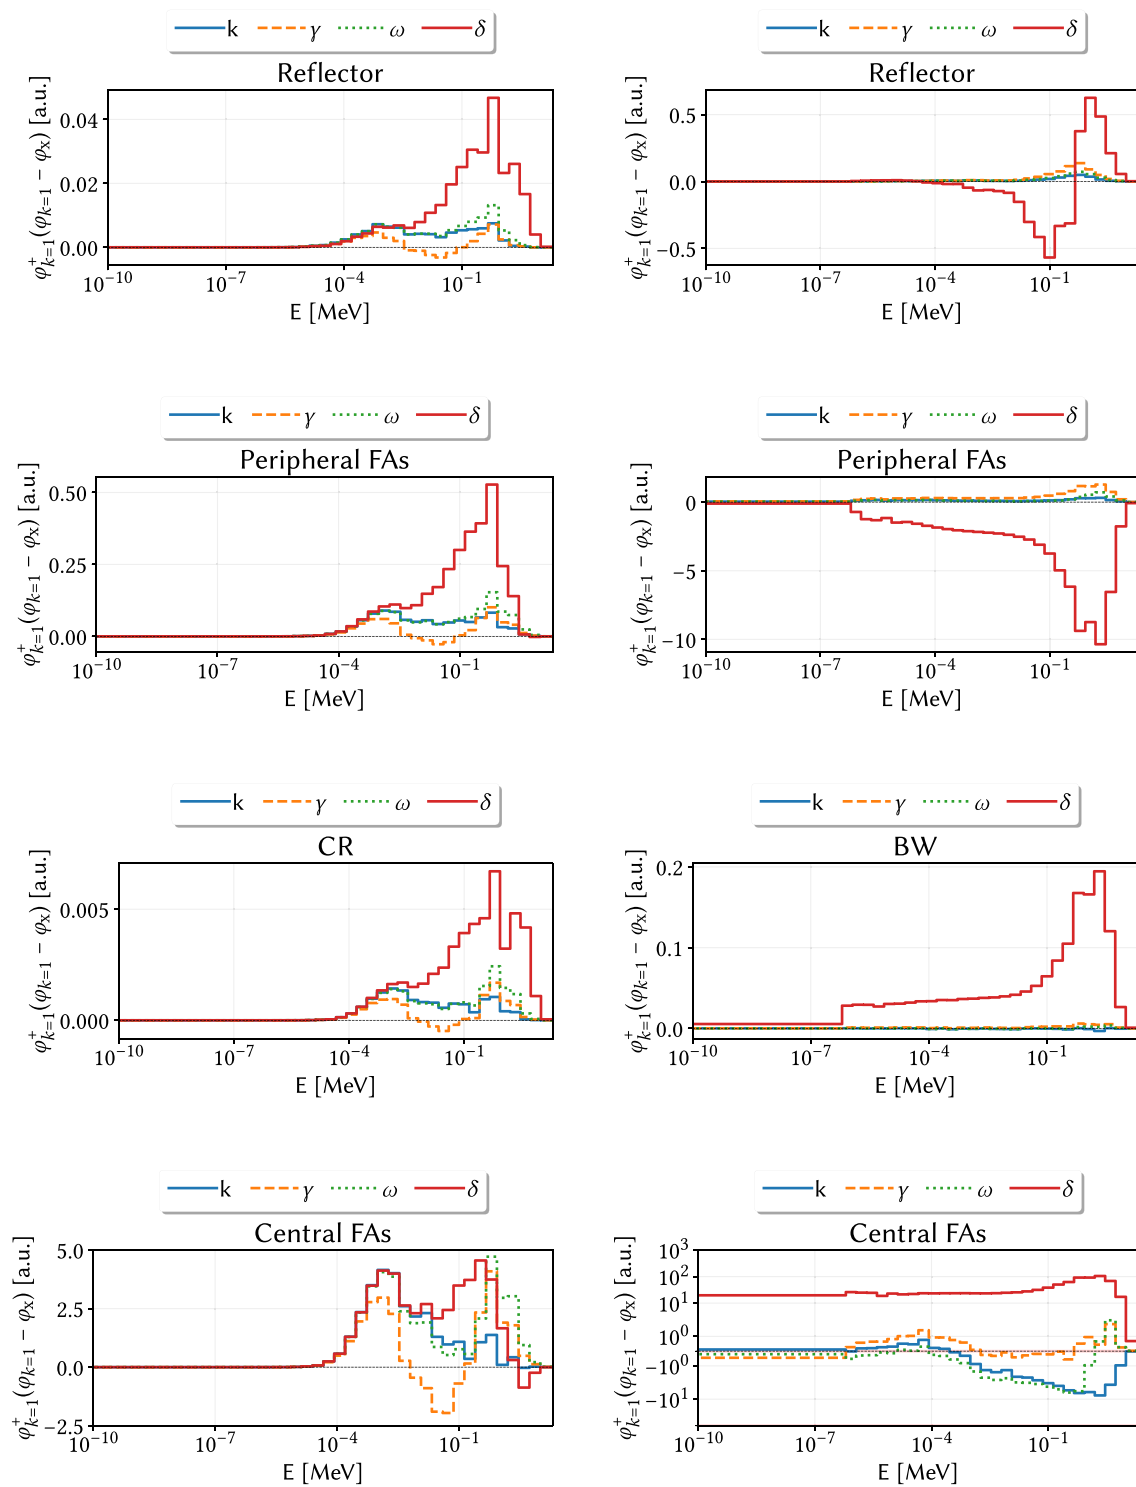 k γ ω δ
Reflector
φ⁺ₖ₌₁(φₖ₌₁ − φₓ) [a.u.]
0.04
0.02
0.00
10⁻¹⁰ 10⁻⁷ 10⁻⁴ 10⁻¹
E [MeV]
k γ ω δ
Reflector
φ⁺ₖ₌₁(φₖ₌₁ − φₓ) [a.u.]
0.5
0.0
−0.5
10⁻¹⁰ 10⁻⁷ 10⁻⁴ 10⁻¹
E [MeV]
k γ ω δ
Peripheral FAs
φ⁺ₖ₌₁(φₖ₌₁ − φₓ) [a.u.]
0.50
0.25
0.00
10⁻¹⁰ 10⁻⁷ 10⁻⁴ 10⁻¹
E [MeV]
k γ ω δ
Peripheral FAs
φ⁺ₖ₌₁(φₖ₌₁ − φₓ) [a.u.]
0
−5
−10
10⁻¹⁰ 10⁻⁷ 10⁻⁴ 10⁻¹
E [MeV]
k γ ω δ
CR
φ⁺ₖ₌₁(φₖ₌₁ − φₓ) [a.u.]
0.005
0.000
10⁻¹⁰ 10⁻⁷ 10⁻⁴ 10⁻¹
E [MeV]
k γ ω δ
BW
φ⁺ₖ₌₁(φₖ₌₁ − φₓ) [a.u.]
0.2
0.1
0.0
10⁻¹⁰ 10⁻⁷ 10⁻⁴ 10⁻¹
E [MeV]
k γ ω δ
Central FAs
φ⁺ₖ₌₁(φₖ₌₁ − φₓ) [a.u.]
5.0
2.5
0.0
−2.5
10⁻¹⁰ 10⁻⁷ 10⁻⁴ 10⁻¹
E [MeV]
k γ ω δ
Central FAs
φ⁺ₖ₌₁(φₖ₌₁ − φₓ) [a.u.]
10³
10²
10¹
10⁰
−10⁰
−10¹
10⁻¹⁰ 10⁻⁷ 10⁻⁴ 10⁻¹
E [MeV]